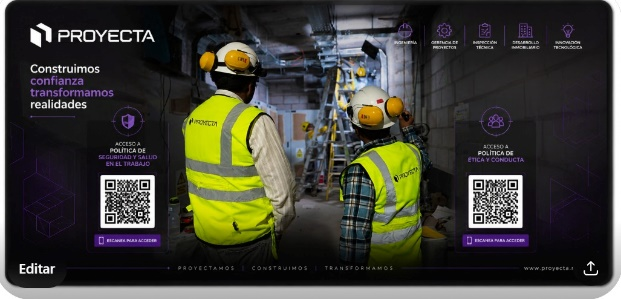 PROYECTA
Construimos
confianza
transformamos
realidades
INGENIERÍA
GERENCIA DE
PROYECTOS
INSPECCIÓN
TÉCNICA
DESARROLLO
INMOBILIARIO
INNOVACIÓN
TECNOLÓGICA
PROYECTA
PROYECTA
ACCESO A
POLÍTICA DE
SEGURIDAD Y SALUD
EN EL TRABAJO
ESCANEA PARA ACCEDER
ACCESO A
POLÍTICA DE
ÉTICA Y CONDUCTA
ESCANEA PARA ACCEDER
Editar
PROYECTAMOS | CONSTRUIMOS | TRANSFORMAMOS
www.proyecta.